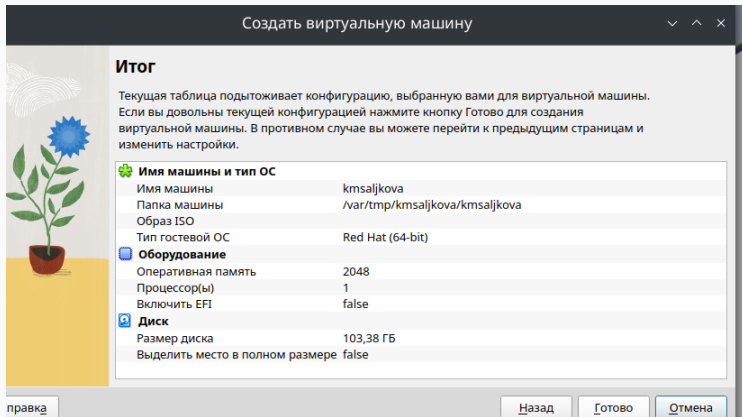 Создать виртуальную машину
Итог
Текущая таблица подытоживает конфигурацию, выбранную вами для виртуальной машины.
Если вы довольны текущей конфигурацией нажмите кнопку Готово для создания
виртуальной машины. В противном случае вы можете перейти к предыдущим страницам и
изменить настройки.
Имя машины и тип ОС
Имя машины kmsaljkova
Папка машины /var/tmp/kmsaljkova/kmsaljkova
Образ ISO
Тип гостевой ОС Red Hat (64-bit)
Оборудование
Оперативная память 2048
Процессор(ы) 1
Включить EFI false
Диск
Размер диска 103,38 ГБ
Выделить место в полном размере false
правка Назад Готово Отмена